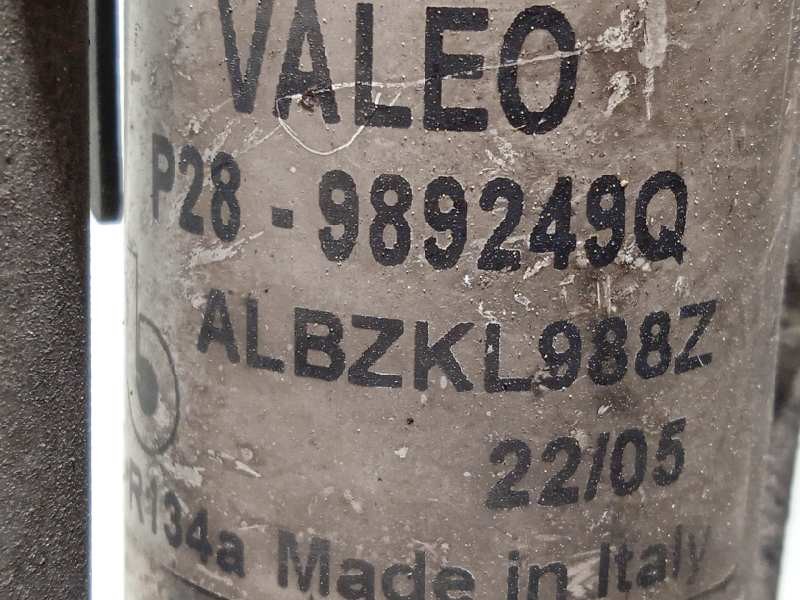 VALEO
P28-989249Q
ALBZKL988Z
22/05
R134a Made in Italy